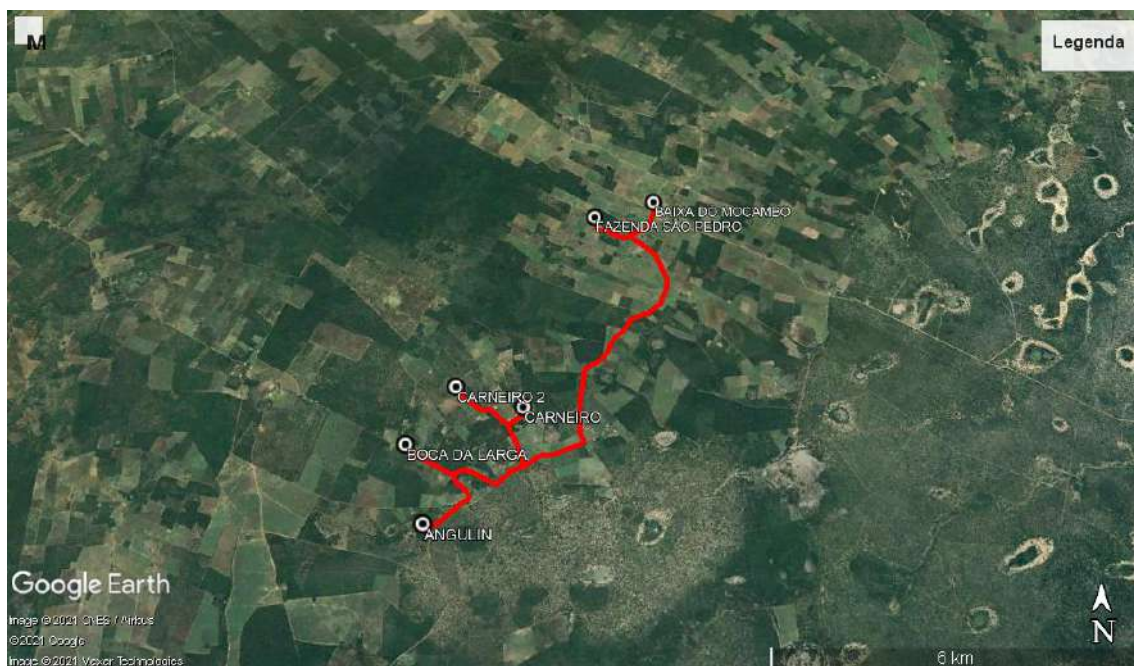 M
Legenda
BAIXA DO MOCAMBO
FAZENDA SÃO PEDRO
CARNEIRO 2
CARNEIRO
BOCA DA LARGA
ANGULIN
Google Earth
Image © 2021 CNES / Airbus
© 2021 Google
Image © 2021 Maxar Technologies
6 km
N